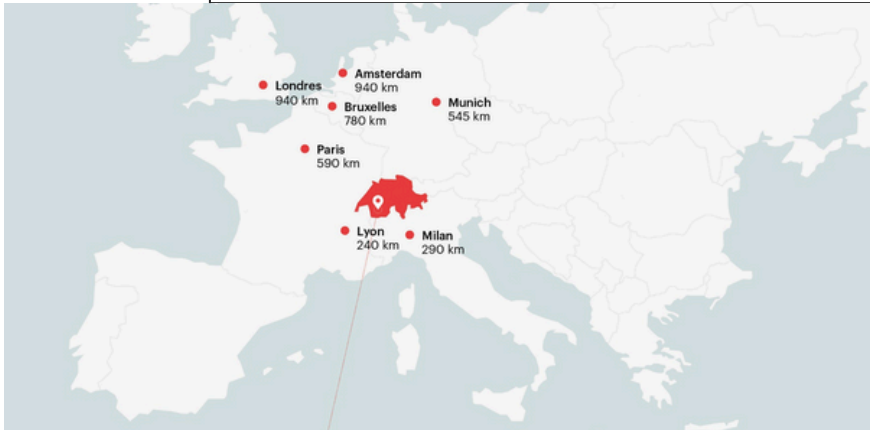 Londres
940 km
Amsterdam
940 km
Bruxelles
780 km
Munich
545 km
Paris
590 km
Lyon
240 km
Milan
290 km